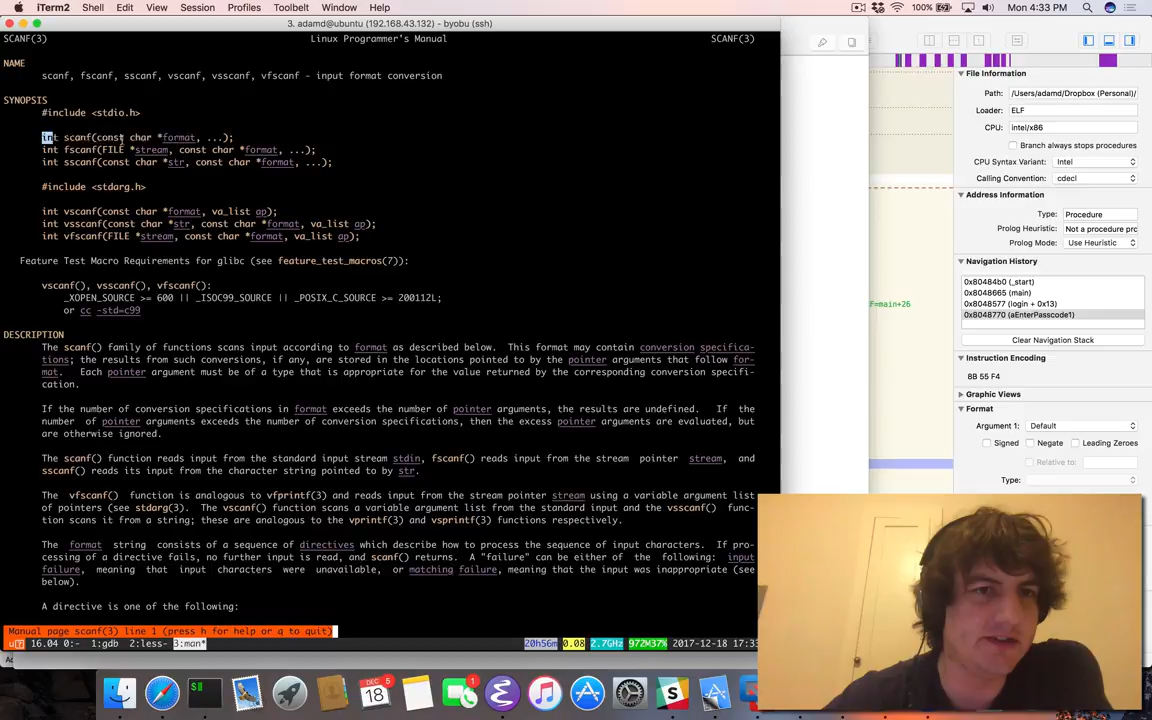 iTerm2 Shell Edit View Session Profiles Toolbelt Window Help 100% Mon 4:33 PM
3. adamd@ubuntu (192.168.43.132) - byobu (ssh)
SCANF(3) Linux Programmer's Manual SCANF(3)
NAME
scanf, fscanf, sscanf, vscanf, vsscanf, vfscanf - input format conversion
SYNOPSIS
#include <stdio.h>
int scanf(const char *format, ...);
int fscanf(FILE *stream, const char *format, ...);
int sscanf(const char *str, const char *format, ...);
#include <stdarg.h>
int vscanf(const char *format, va_list ap);
int vsscanf(const char *str, const char *format, va_list ap);
int vfscanf(FILE *stream, const char *format, va_list ap);
Feature Test Macro Requirements for glibc (see feature_test_macros(7)):
vscanf(), vsscanf(), vfscanf():
_XOPEN_SOURCE >= 600 || _ISOC99_SOURCE || _POSIX_C_SOURCE >= 200112L;
or cc -std=c99
DESCRIPTION
The scanf() family of functions scans input according to format as described below. This format may contain conversion specifica-
tions; the results from such conversions, if any, are stored in the locations pointed to by the pointer arguments that follow for-
mat. Each pointer argument must be of a type that is appropriate for the value returned by the corresponding conversion specifi-
cation.
If the number of conversion specifications in format exceeds the number of pointer arguments, the results are undefined. If the
number of pointer arguments exceeds the number of conversion specifications, then the excess pointer arguments are evaluated, but
are otherwise ignored.
The scanf() function reads input from the standard input stream stdin, fscanf() reads input from the stream pointer stream, and
sscanf() reads its input from the character string pointed to by str.
The vfscanf() function is analogous to vfprintf(3) and reads input from the stream pointer stream using a variable argument list
of pointers (see stdarg(3). The vscanf() function scans a variable argument list from the standard input and the vsscanf() func-
tion scans it from a string; these are analogous to the vprintf(3) and vsprintf(3) functions respectively.
The format string consists of a sequence of directives which describe how to process the sequence of input characters. If pro-
cessing of a directive fails, no further input is read, and scanf() returns. A "failure" can be either of the following: input
failure, meaning that input characters were unavailable, or matching failure, meaning that the input was inappropriate (see
below).
A directive is one of the following:
Manual page scanf(3) line 1 (press h for help or q to quit)
16.04 0:- 1:gdb 2:less- 3:man* 20h56m 0.08 2.7GHz 972M37% 2017-12-18 17:33
F=main+26
File Information
Path: /Users/adamd/Dropbox (Personal)/
Loader: ELF
CPU: intel/x86
Branch always stops procedures
CPU Syntax Variant: Intel
Calling Convention: cdecl
Address Information
Type: Procedure
Prolog Heuristic: Not a procedure pro
Prolog Mode: Use Heuristic
Navigation History
0x80484b0 (_start)
0x8048665 (main)
0x8048577 (login + 0x13)
0x8048770 (aEnterPasscode1)
Clear Navigation Stack
Instruction Encoding
8B 55 F4
Graphic Views
Format
Argument 1: Default
Signed Negate Leading Zeroes
Relative to:
Type:
DEC
18
5
1